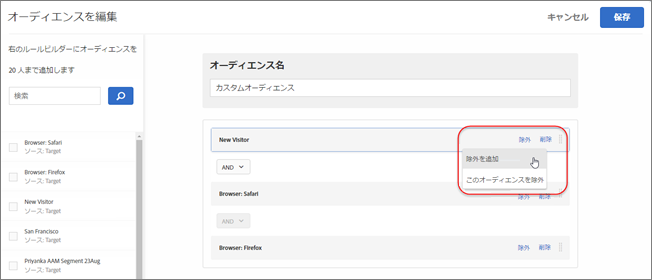 オーディエンスを編集
キャンセル
保存
右のルールビルダーにオーディエンスを
20 人まで追加します
検索
Browser: Safari
ソース: Target
Browser: Firefox
ソース: Target
New Visitor
ソース: Target
San Francisco
ソース: Target
Priyanka AAM Segment 23Aug
ソース: Target
オーディエンス名
カスタムオーディエンス
New Visitor
除外 削除
除外を追加
このオーディエンスを除外
AND
Browser: Safari
AND
Browser: Firefox
除外 削除